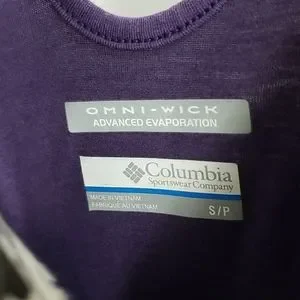 OMNI-WICK
ADVANCED EVAPORATION
Columbia
Sportswear Company
MADE IN VIETNAM
FABRIQUE AU VIETNAM
S/P